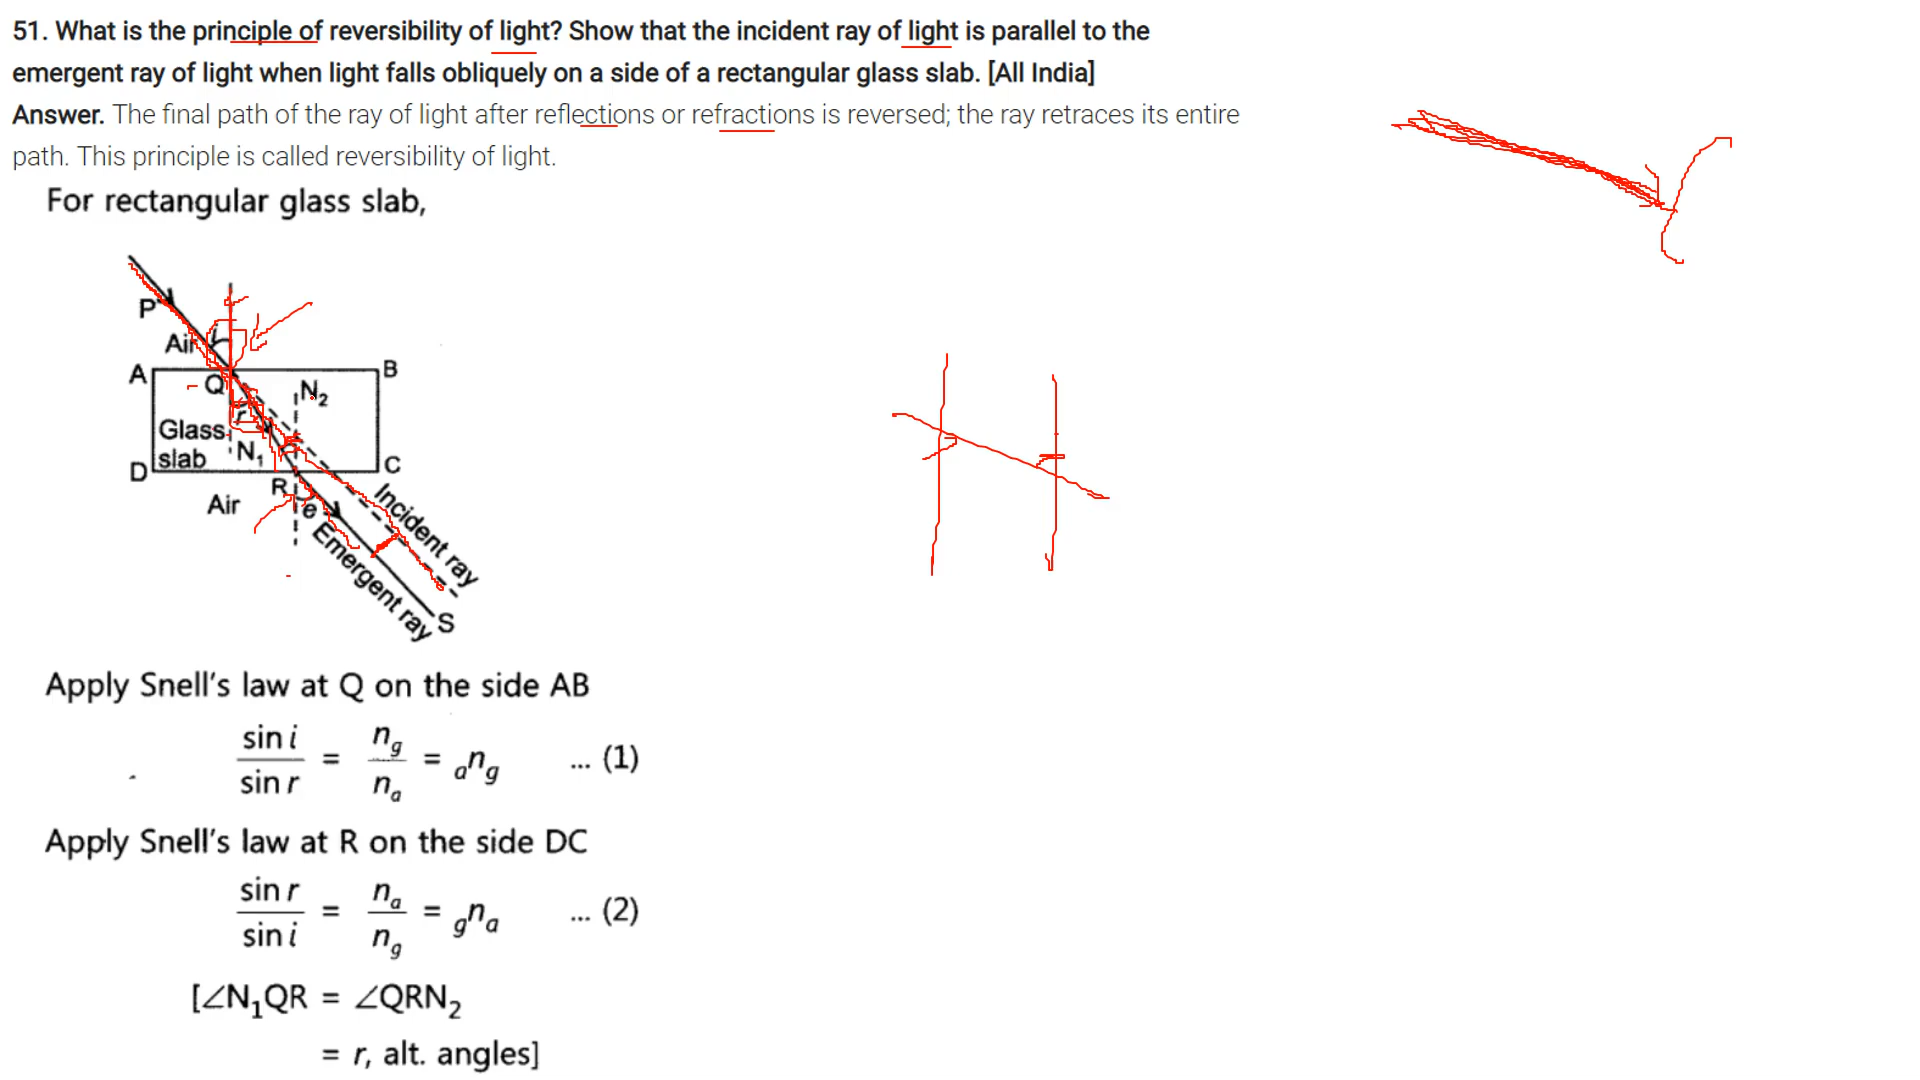 51. What is the principle of reversibility of light? Show that the incident ray of light is parallel to the
emergent ray of light when light falls obliquely on a side of a rectangular glass slab. [All India]
Answer. The final path of the ray of light after reflections or refractions is reversed; the ray retraces its entire
path. This principle is called reversibility of light.
For rectangular glass slab,
P
Air i
A B
Q N₂
r
Glass
slab N₁
D C
R
Air e
Incident ray
Emergent ray
S
Apply Snell's law at Q on the side AB
sin i / sin r = n_g / n_a = ₐn_g ... (1)
Apply Snell's law at R on the side DC
sin r / sin i = n_a / n_g = gnₐ ... (2)
[∠N₁QR = ∠QRN₂
= r, alt. angles]